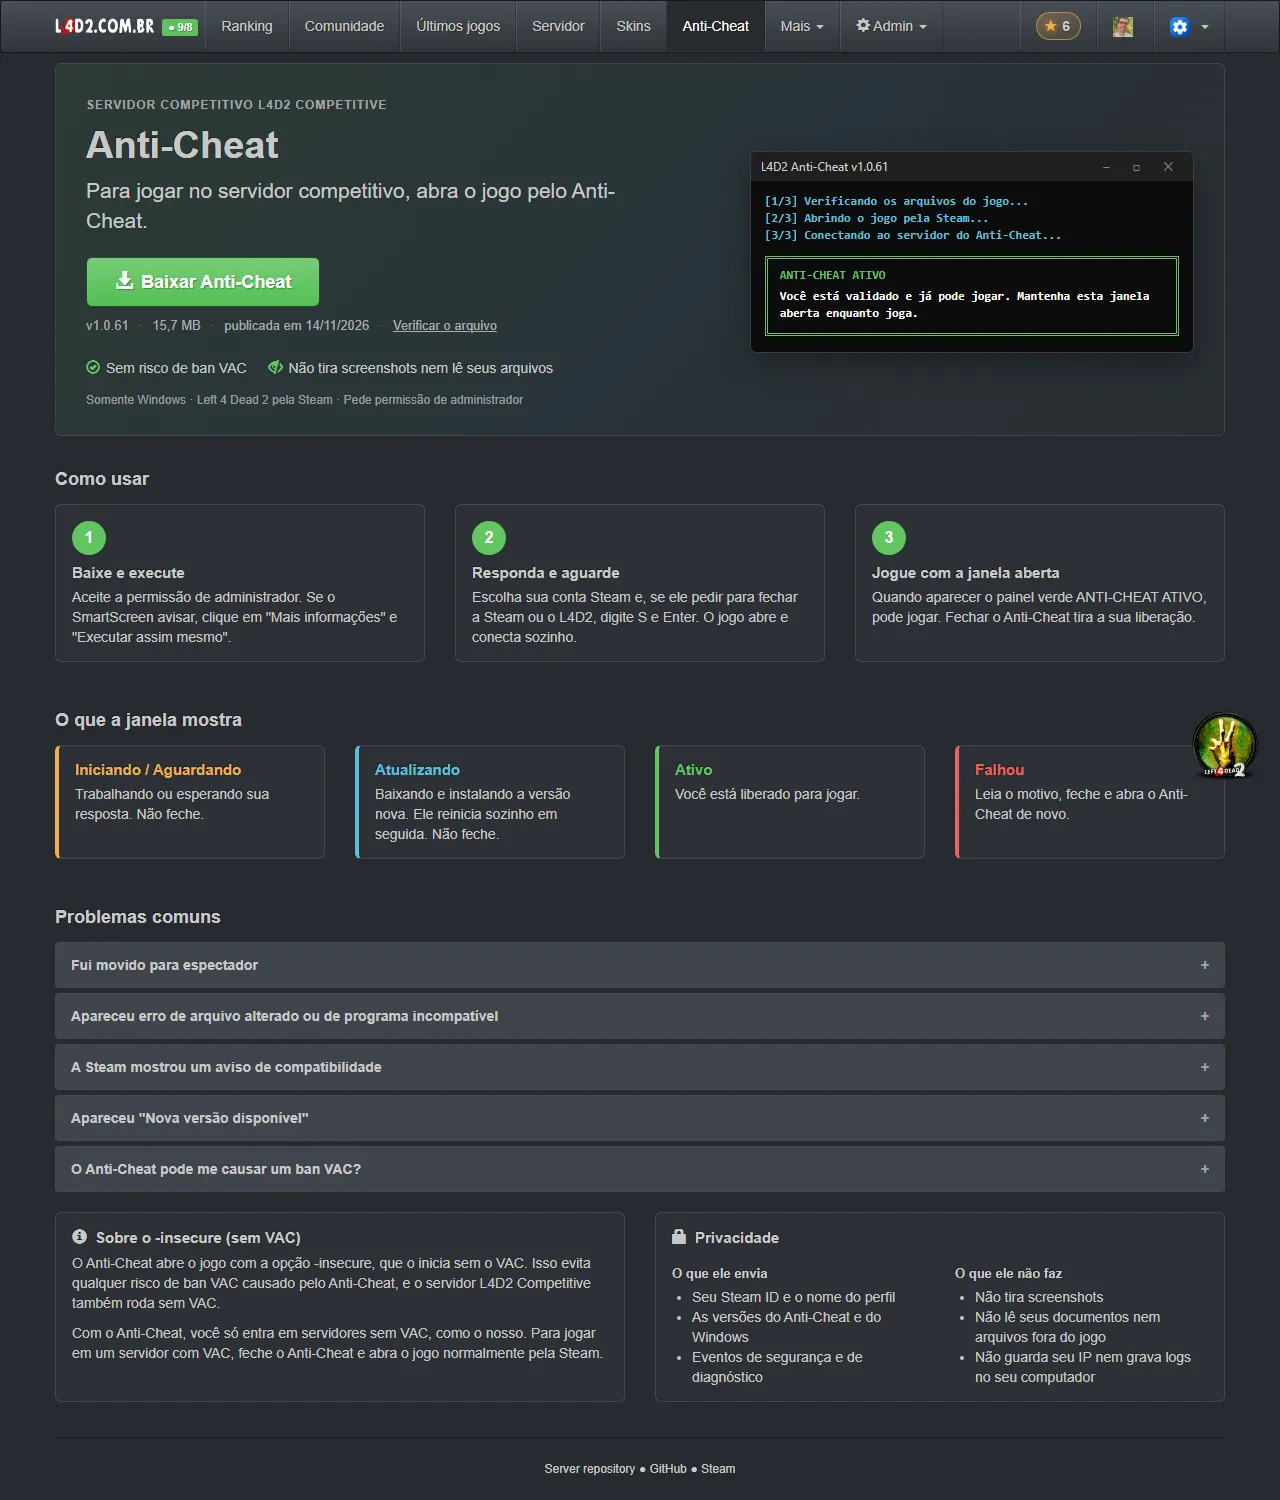 L4D2.COM.BR ● 9/8 Ranking Comunidade Últimos jogos Servidor Skins Anti-Cheat Mais Admin ★ 6
SERVIDOR COMPETITIVO L4D2 COMPETITIVE
Anti-Cheat
Para jogar no servidor competitivo, abra o jogo pelo Anti-
Cheat.
Baixar Anti-Cheat
v1.0.61 · 15,7 MB · publicada em 14/11/2026 · Verificar o arquivo
Sem risco de ban VAC Não tira screenshots nem lê seus arquivos
Somente Windows · Left 4 Dead 2 pela Steam · Pede permissão de administrador
L4D2 Anti-Cheat v1.0.61
[1/3] Verificando os arquivos do jogo...
[2/3] Abrindo o jogo pela Steam...
[3/3] Conectando ao servidor do Anti-Cheat...
ANTI-CHEAT ATIVO
Você está validado e já pode jogar. Mantenha esta janela
aberta enquanto joga.
Como usar
1
Baixe e execute
Aceite a permissão de administrador. Se o
SmartScreen avisar, clique em "Mais informações" e
"Executar assim mesmo".
2
Responda e aguarde
Escolha sua conta Steam e, se ele pedir para fechar
a Steam ou o L4D2, digite S e Enter. O jogo abre e
conecta sozinho.
3
Jogue com a janela aberta
Quando aparecer o painel verde ANTI-CHEAT ATIVO,
pode jogar. Fechar o Anti-Cheat tira a sua liberação.
O que a janela mostra
Iniciando / Aguardando
Trabalhando ou esperando sua
resposta. Não feche.
Atualizando
Baixando e instalando a versão
nova. Ele reinicia sozinho em
seguida. Não feche.
Ativo
Você está liberado para jogar.
Falhou
Leia o motivo, feche e abra o Anti-
Cheat de novo.
LEFT 4 DEAD 2
Problemas comuns
Fui movido para espectador +
Apareceu erro de arquivo alterado ou de programa incompatível +
A Steam mostrou um aviso de compatibilidade +
Apareceu "Nova versão disponível" +
O Anti-Cheat pode me causar um ban VAC? +
Sobre o -insecure (sem VAC)
O Anti-Cheat abre o jogo com a opção -insecure, que o inicia sem o VAC. Isso evita
qualquer risco de ban VAC causado pelo Anti-Cheat, e o servidor L4D2 Competitive
também roda sem VAC.
Com o Anti-Cheat, você só entra em servidores sem VAC, como o nosso. Para jogar
em um servidor com VAC, feche o Anti-Cheat e abra o jogo normalmente pela Steam.
Privacidade
O que ele envia
• Seu Steam ID e o nome do perfil
• As versões do Anti-Cheat e do
Windows
• Eventos de segurança e de
diagnóstico
O que ele não faz
• Não tira screenshots
• Não lê seus documentos nem
arquivos fora do jogo
• Não guarda seu IP nem grava logs
no seu computador
Server repository ● GitHub ● Steam